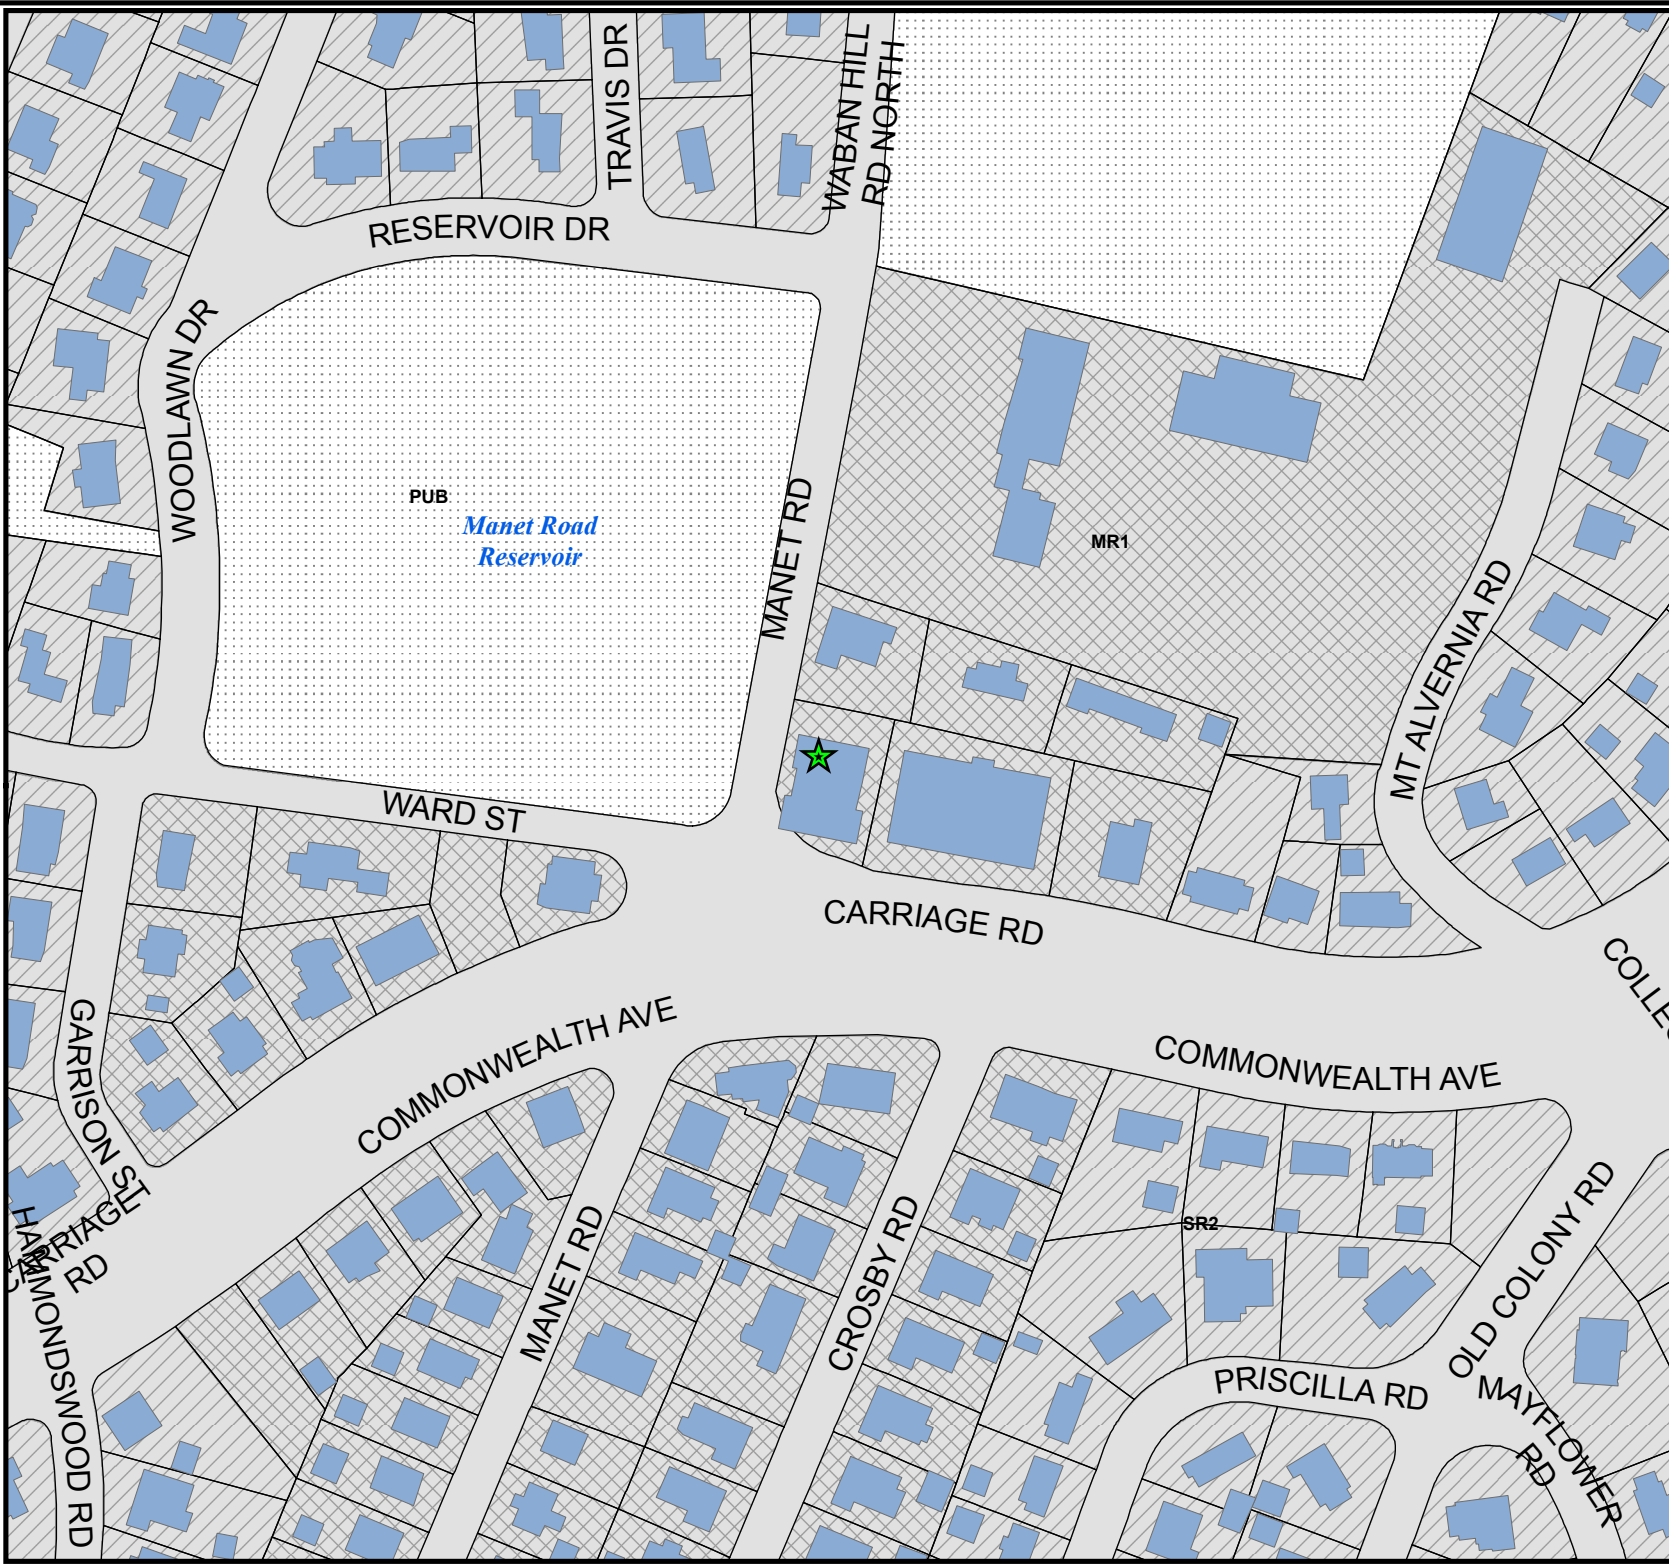 TRAVIS DR
WABAN HILL
RD NORTH
RESERVOIR DR
WOODLAWN DR
PUB
Manet Road
Reservoir
MANET RD
MR1
MT ALVERNIA RD
WARD ST
CARRIAGE RD
COMMONWEALTH AVE
COMMONWEALTH AVE
GARRISON ST
CARRIAGE
RD
HAMMONDSWOOD RD
MANET RD
CROSBY RD
SR2
OLD COLONY RD
PRISCILLA RD
MAYFLOWER
RD